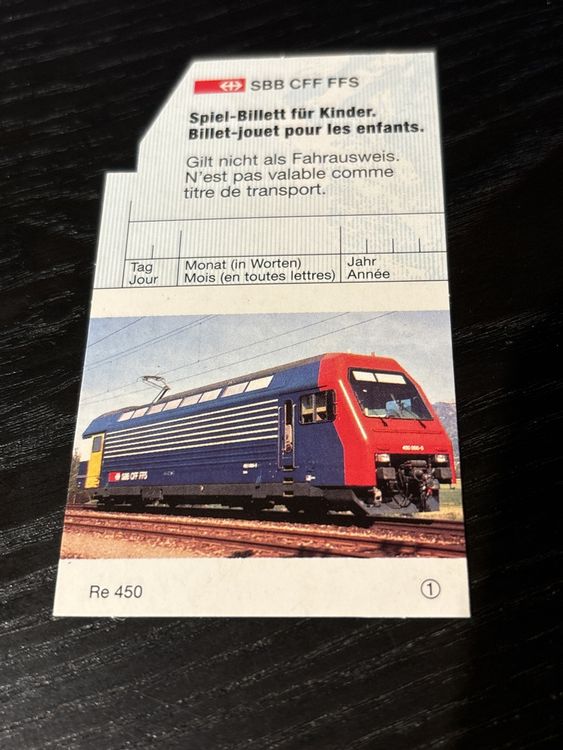 SBB CFF FFS
Spiel-Billett für Kinder.
Billet-jouet pour les enfants.
Gilt nicht als Fahrausweis.
N'est pas valable comme
titre de transport.
Tag
Jour
Monat (in Worten)
Mois (en toutes lettres)
Jahr
Année
SBB CFF FFS
Re 450
①